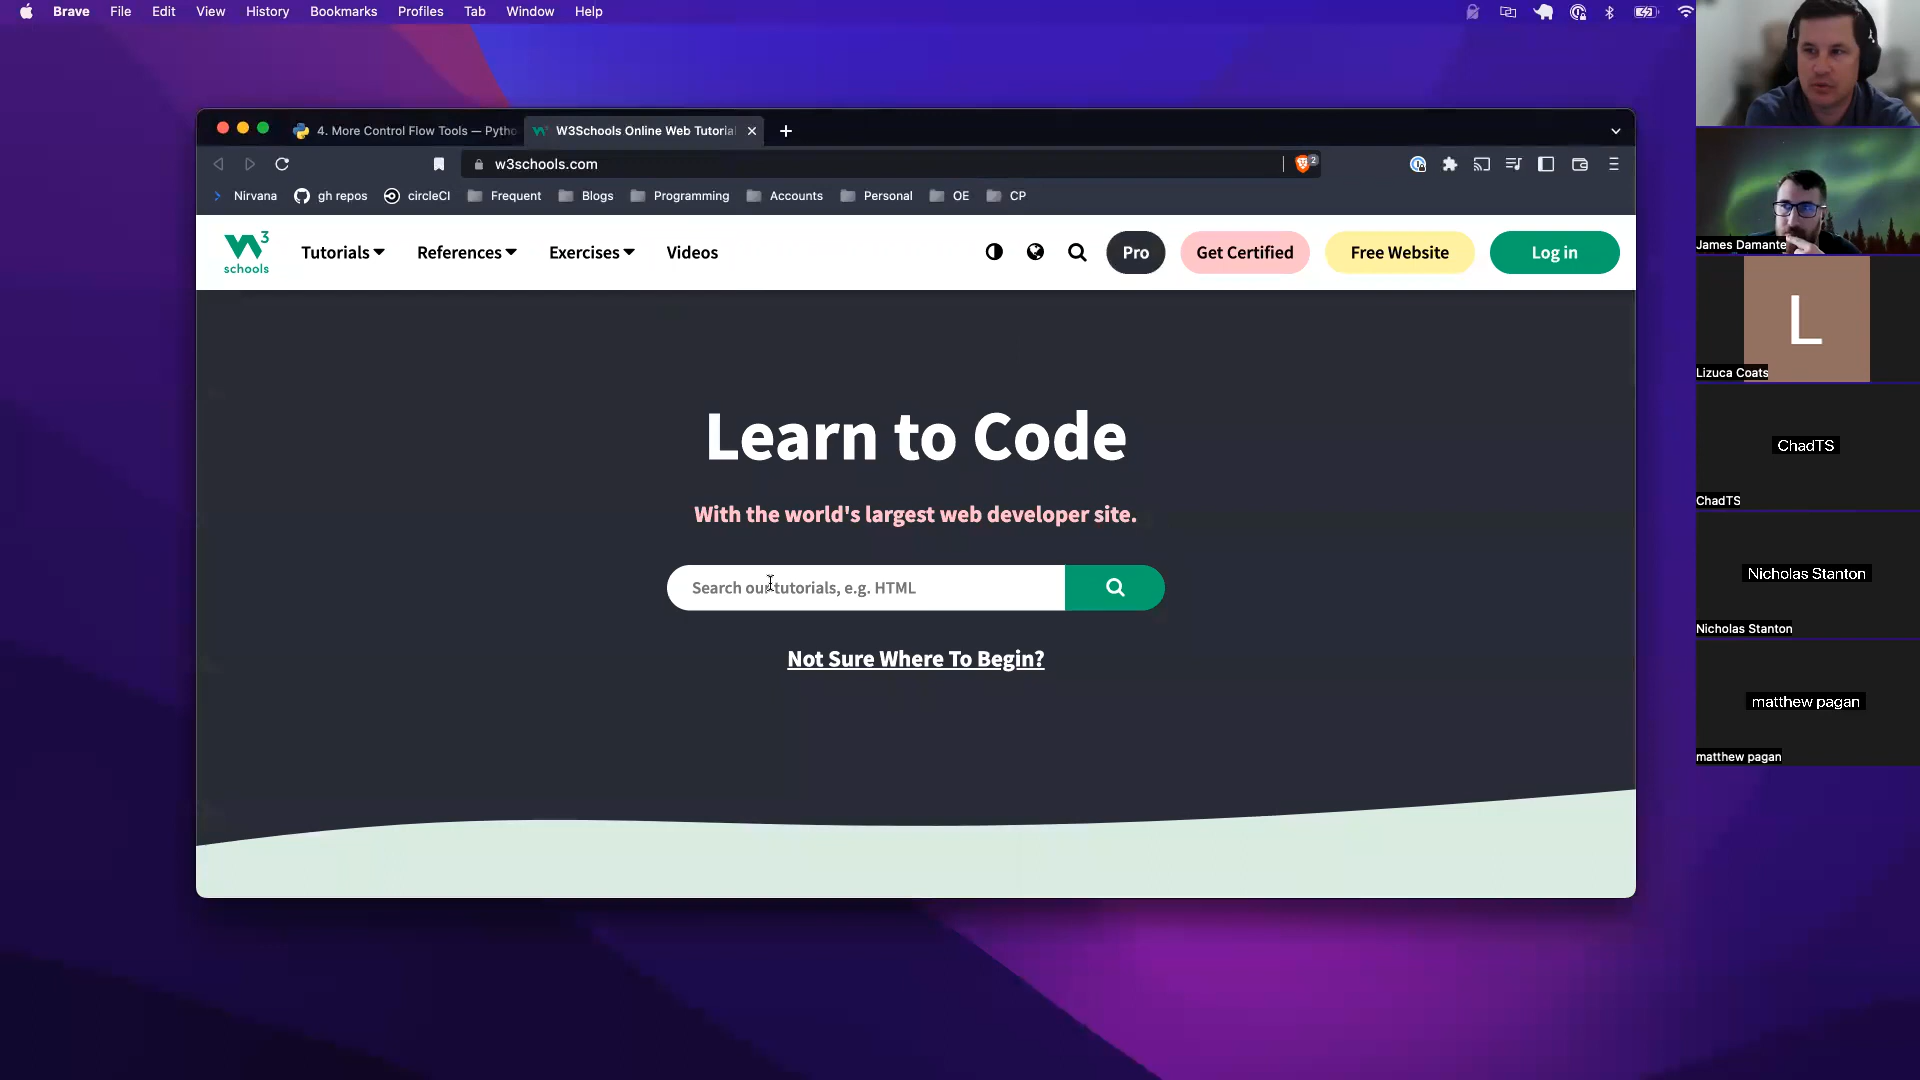 Brave File Edit View History Bookmarks Profiles Tab Window Help
4. More Control Flow Tools — Pytho
W3Schools Online Web Tutorial
w3schools.com
2
Nirvana gh repos circleCI Frequent Blogs Programming Accounts Personal OE CP
3
schools
Tutorials References Exercises Videos Pro Get Certified Free Website Log in
Learn to Code
With the world's largest web developer site.
Search our tutorials, e.g. HTML
Not Sure Where To Begin?
James Damante
L
Lizuca Coats
ChadTS
ChadTS
Nicholas Stanton
Nicholas Stanton
matthew pagan
matthew pagan